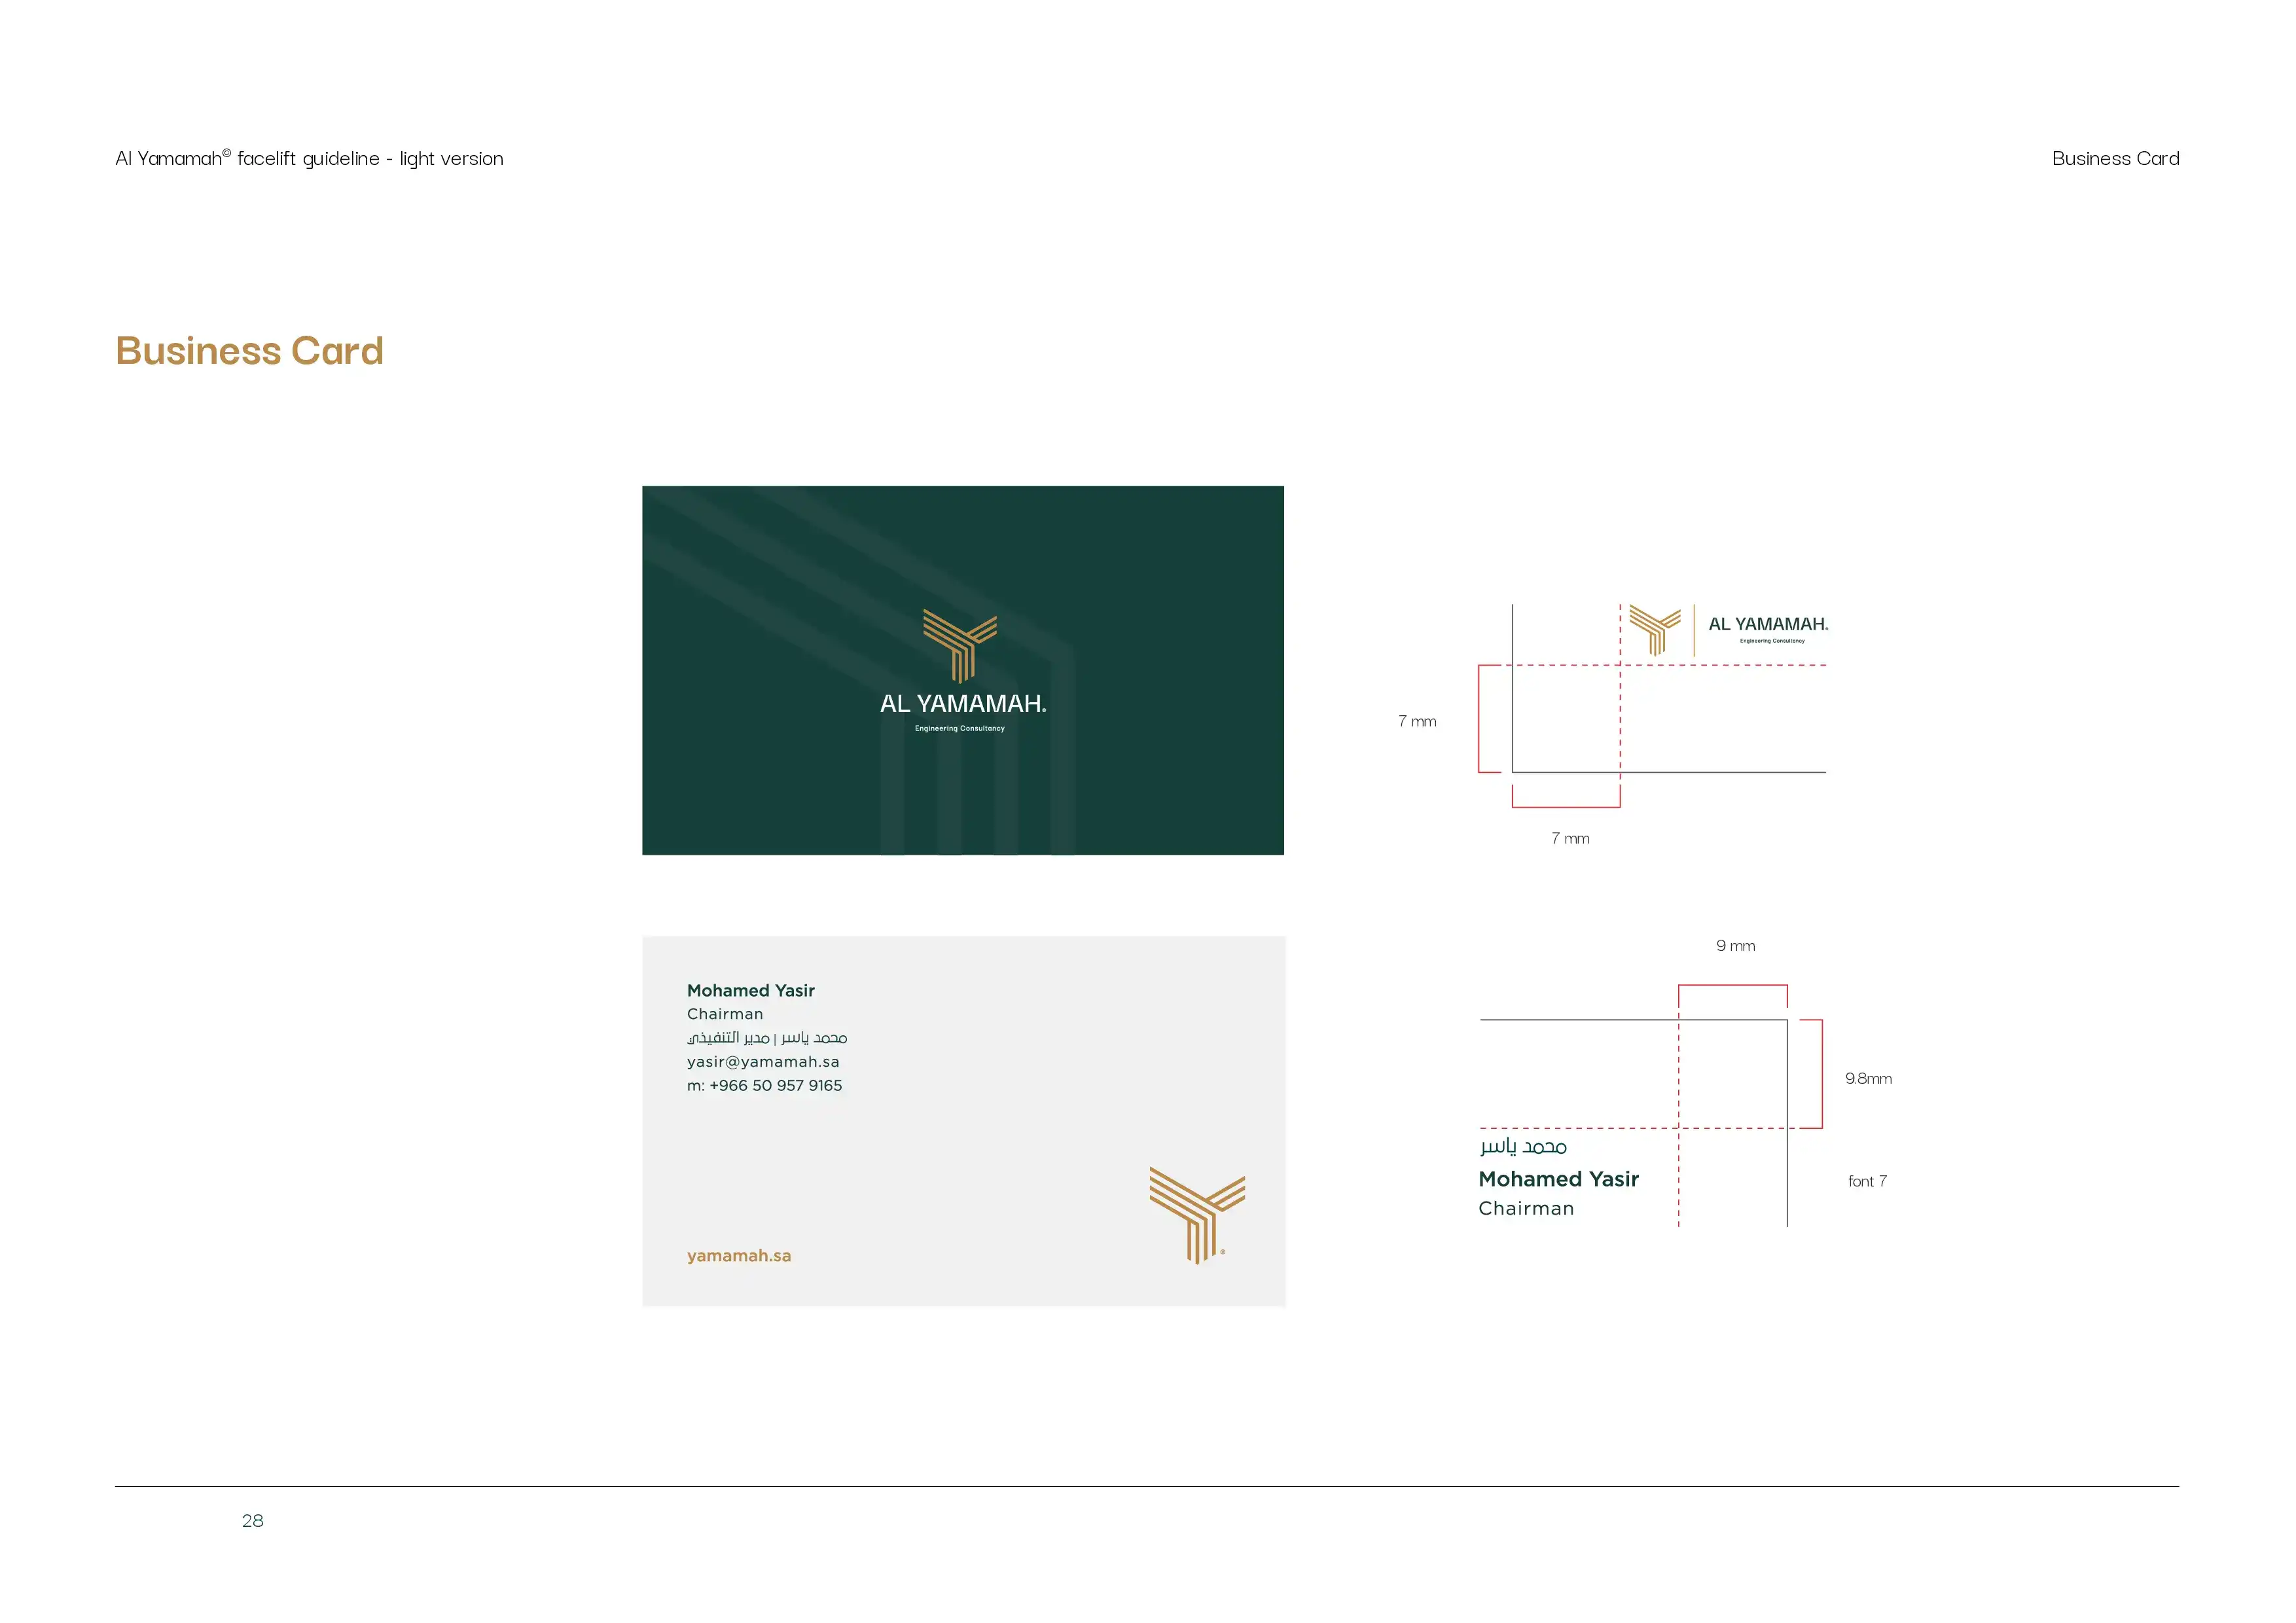 Al Yamamah© facelift guideline - light version
Business Card
Business Card
AL YAMAMAH.
Engineering Consultancy
AL YAMAMAH.
Engineering Consultancy
7 mm
7 mm
Mohamed Yasir
Chairman
محمد ياسر | مدير التنفيذي
yasir@yamamah.sa
m: +966 50 957 9165
yamamah.sa
9 mm
9.8mm
محمد ياسر
Mohamed Yasir
Chairman
font 7
28